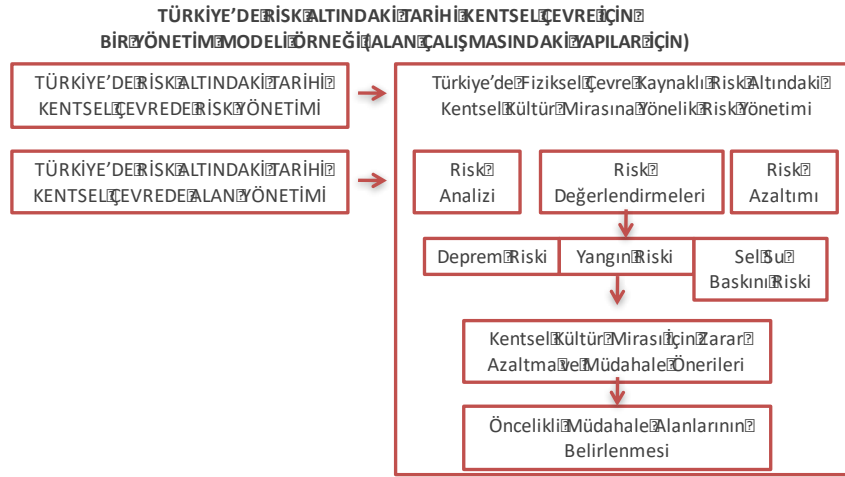 TÜRKİYE'DE RİSK ALTINDAKİ TARİHİ KENTSEL ÇEVRE İÇİN
BİR YÖNETİM MODELİ ÖRNEĞİ (ALAN ÇALIŞMASINDAKİ YAPILAR İÇİN)
TÜRKİYE'DE RİSK ALTINDAKİ TARİHİ
KENTSEL ÇEVREDE RİSK YÖNETİMİ
Türkiye'de Fiziksel Çevre Kaynaklı Risk Altındaki
Kentsel Kültür Mirasına Yönelik Risk Yönetimi
TÜRKİYE'DE RİSK ALTINDAKİ TARİHİ
KENTSEL ÇEVREDE ALAN YÖNETİMİ
Risk
Analizi
Risk
Değerlendirmeleri
Risk
Azaltımı
Deprem Riski
Yangın Riski
Sel Su
Baskını Riski
Kentsel Kültür Mirası İçin Zarar
Azaltma ve Müdahale Önerileri
Öncelikli Müdahale Alanlarının
Belirlenmesi